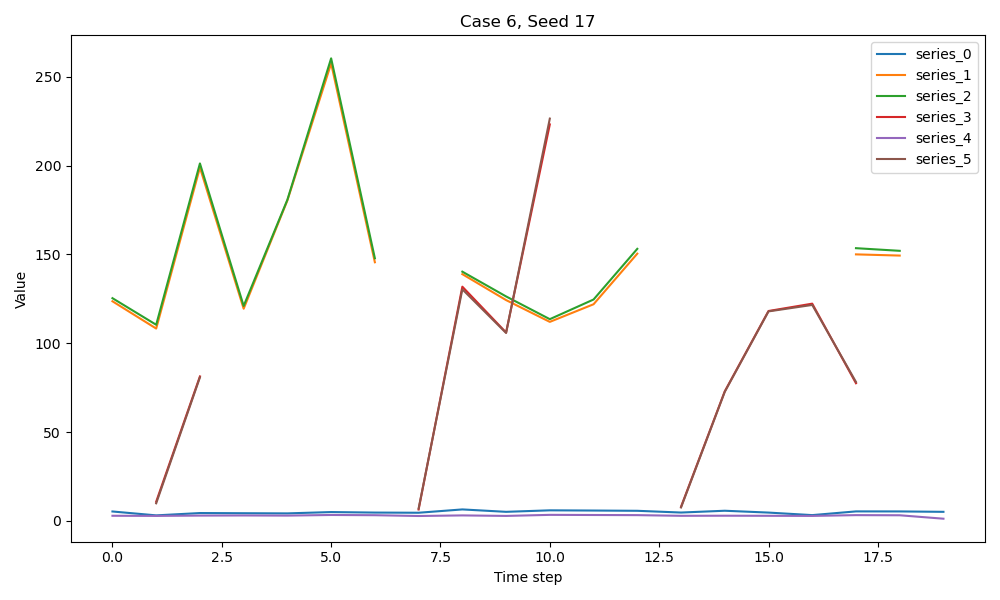 Case 6, Seed 17
Value
250
200
150
100
50
0
0.0 2.5 5.0 7.5 10.0 12.5 15.0 17.5
Time step
series_0
series_1
series_2
series_3
series_4
series_5